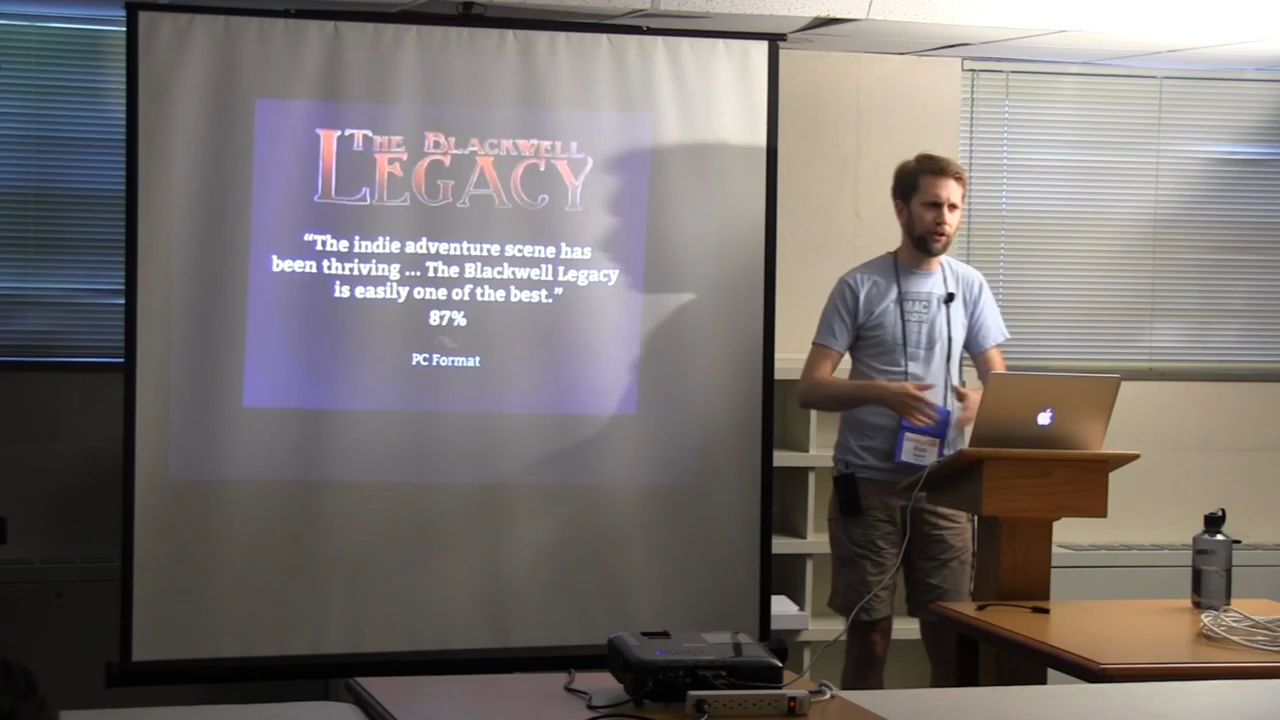 The Blackwell
Legacy
“The indie adventure scene has
been thriving ... The Blackwell Legacy
is easily one of the best.”
87%
PC Format
MAC